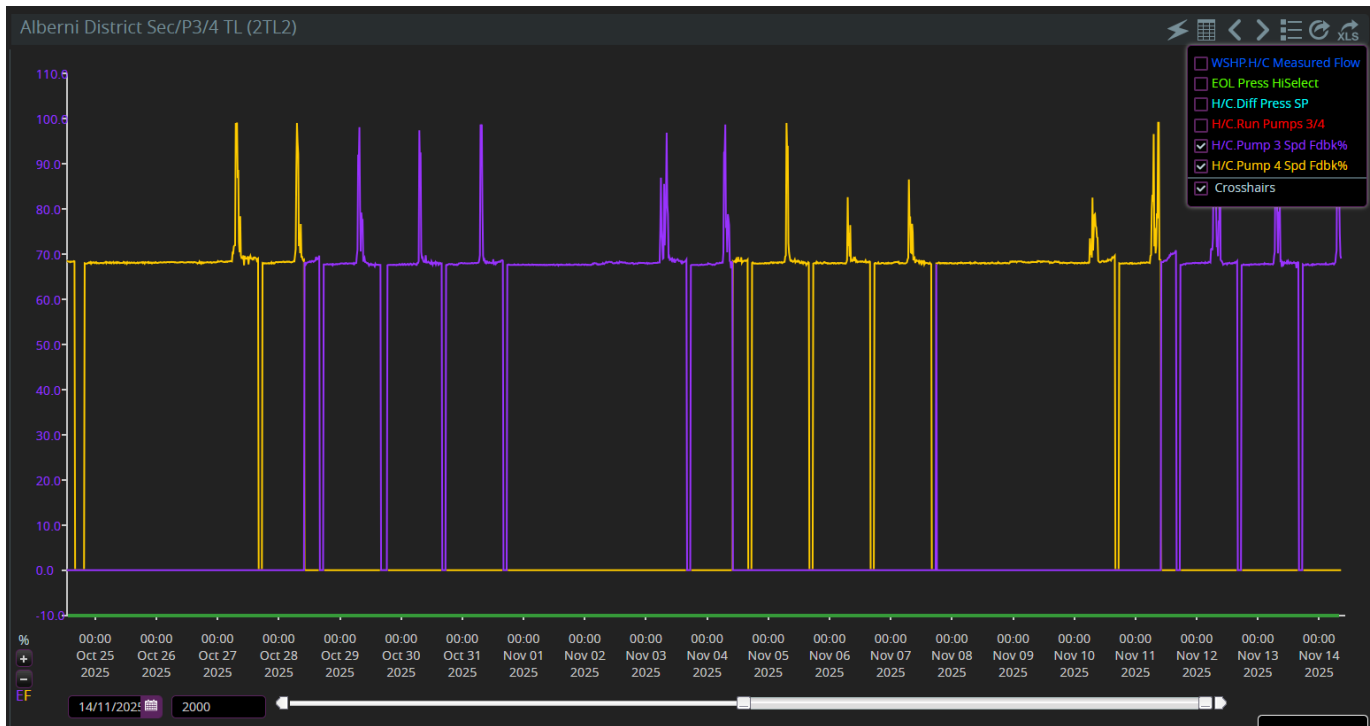 Alberni District Sec/P3/4 TL (2TL2)
XLS
WSHP.H/C Measured Flow
EOL Press HiSelect
H/C.Diff Press SP
H/C.Run Pumps 3/4
H/C.Pump 3 Spd Fdbk%
H/C.Pump 4 Spd Fdbk%
Crosshairs
110.0
100.0
90.0
80.0
70.0
60.0
50.0
40.0
30.0
20.0
10.0
0.0
-10.0
%
+
−
EF
00:00 00:00 00:00 00:00 00:00 00:00 00:00 00:00 00:00 00:00 00:00 00:00 00:00 00:00 00:00 00:00 00:00 00:00 00:00 00:00 00:00
Oct 25 Oct 26 Oct 27 Oct 28 Oct 29 Oct 30 Oct 31 Nov 01 Nov 02 Nov 03 Nov 04 Nov 05 Nov 06 Nov 07 Nov 08 Nov 09 Nov 10 Nov 11 Nov 12 Nov 13 Nov 14
2025 2025 2025 2025 2025 2025 2025 2025 2025 2025 2025 2025 2025 2025 2025 2025 2025 2025 2025 2025 2025
14/11/2025 2000